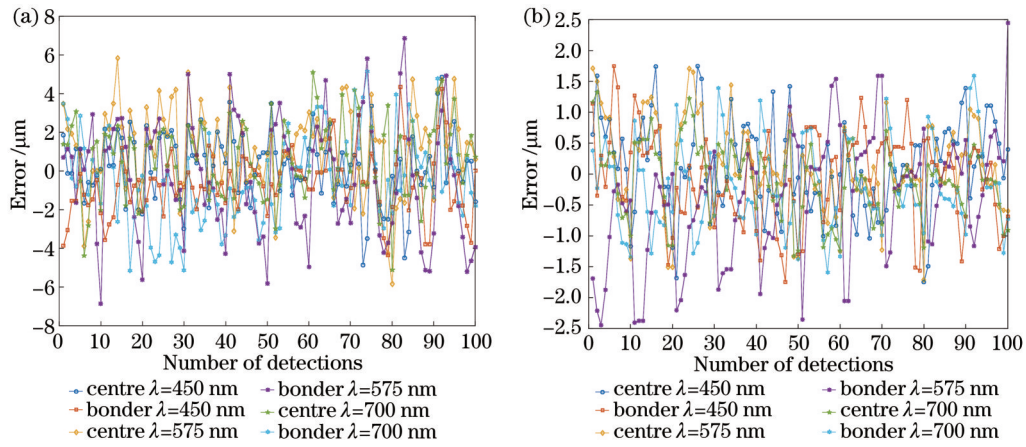 (a)
8
6
4
2
0
-2
-4
-6
-8
Error /μm
0 10 20 30 40 50 60 70 80 90 100
Number of detections
centre λ=450 nm
bonder λ=450 nm
centre λ=575 nm
bonder λ=575 nm
centre λ=700 nm
bonder λ=700 nm
(b)
2.5
2.0
1.5
1.0
0.5
0
-0.5
-1.0
-1.5
-2.0
-2.5
Error /μm
0 10 20 30 40 50 60 70 80 90 100
Number of detections
centre λ=450 nm
bonder λ=450 nm
centre λ=575 nm
bonder λ=575 nm
centre λ=700 nm
bonder λ=700 nm